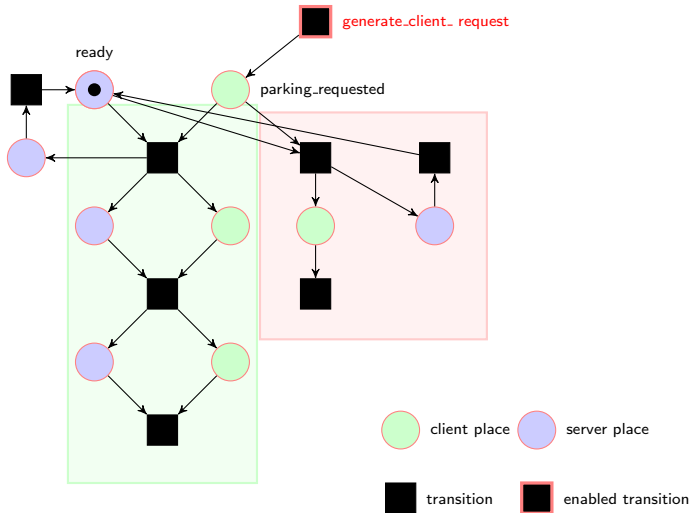 generate_client_ request
ready
parking_requested
client place
server place
transition
enabled transition